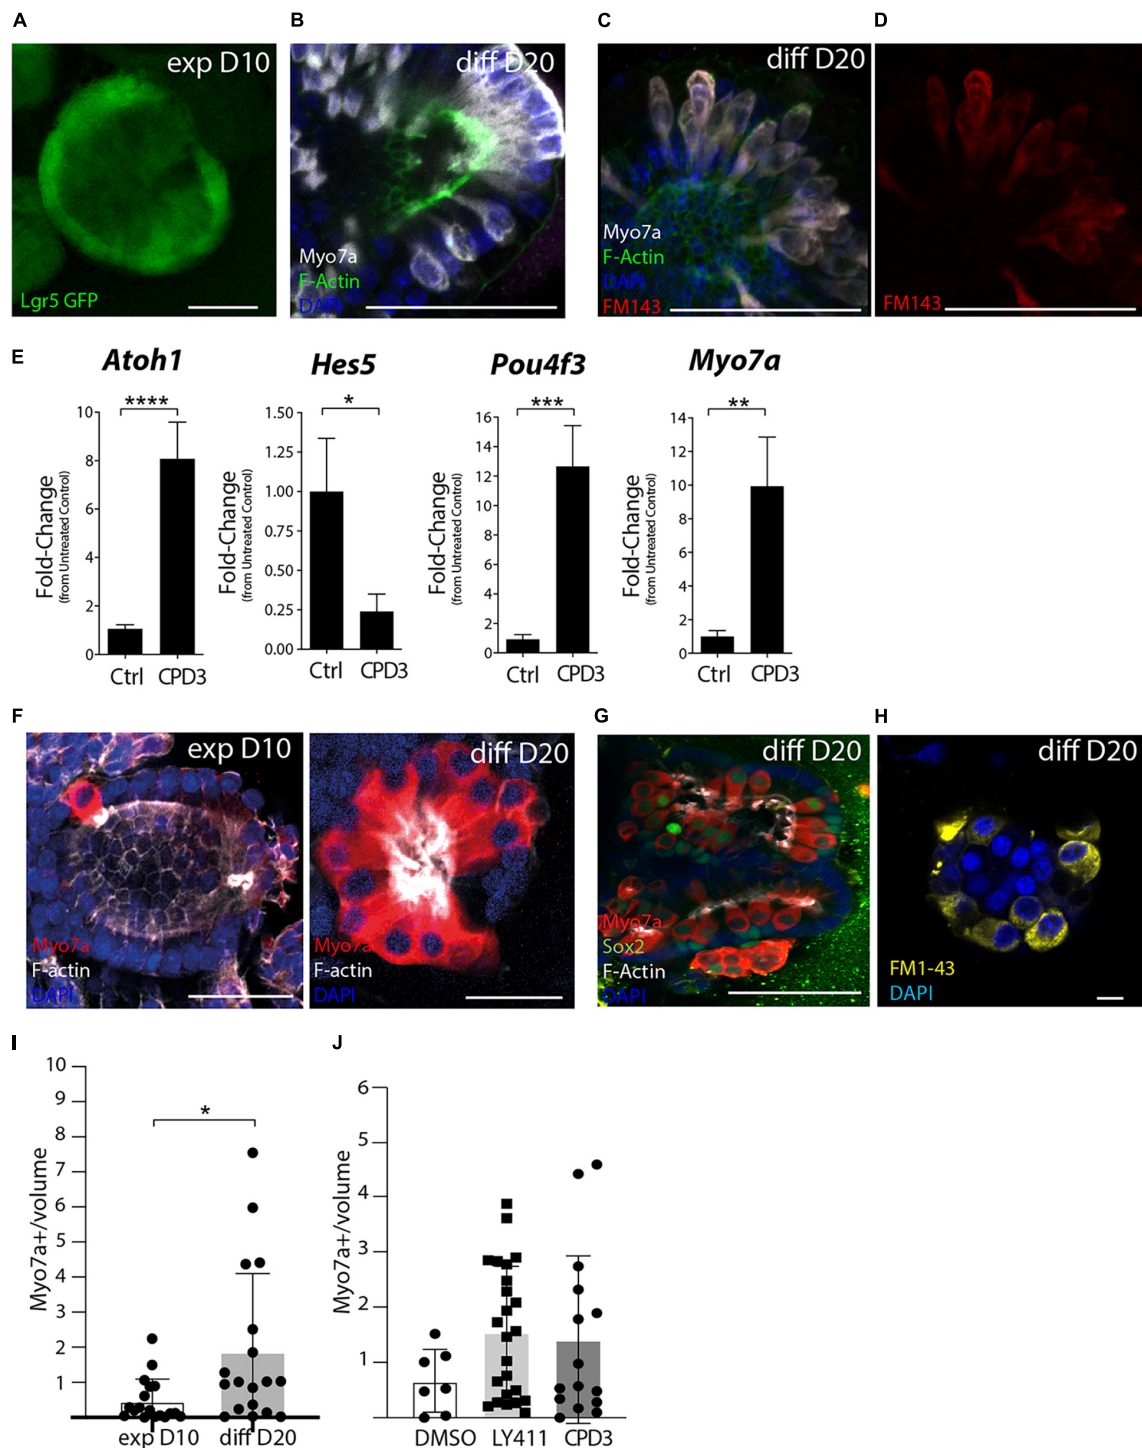 A
B
C
D
exp D10
diff D20
diff D20
Lgr5 GFP
Myo7a
F-Actin
DAPI
Myo7a
F-Actin
DAPI
FM143
FM143
E
Atoh1
Hes5
Pou4f3
Myo7a
****
*
***
**
10
8
6
4
2
0
Fold-Change
(from Untreated Control)
Ctrl
CPD3
1.50
1.25
1.00
0.75
0.50
0.25
0.00
Fold-Change
(from Untreated Control)
Ctrl
CPD3
16
14
12
10
8
6
4
2
0
Fold-Change
(from Untreated Control)
Ctrl
CPD3
14
12
10
8
6
4
2
0
Fold-Change
(from Untreated Control)
Ctrl
CPD3
F
G
H
exp D10
diff D20
diff D20
diff D20
Myo7a
F-actin
DAPI
Myo7a
F-actin
DAPI
Myo7a
Sox2
F-Actin
DAPI
FM1-43
DAPI
I
10
9
8
7
6
5
4
3
2
1
Myo7a+/volume
*
exp D10
diff D20
J
6
5
4
3
2
1
Myo7a+/volume
DMSO
LY411
CPD3